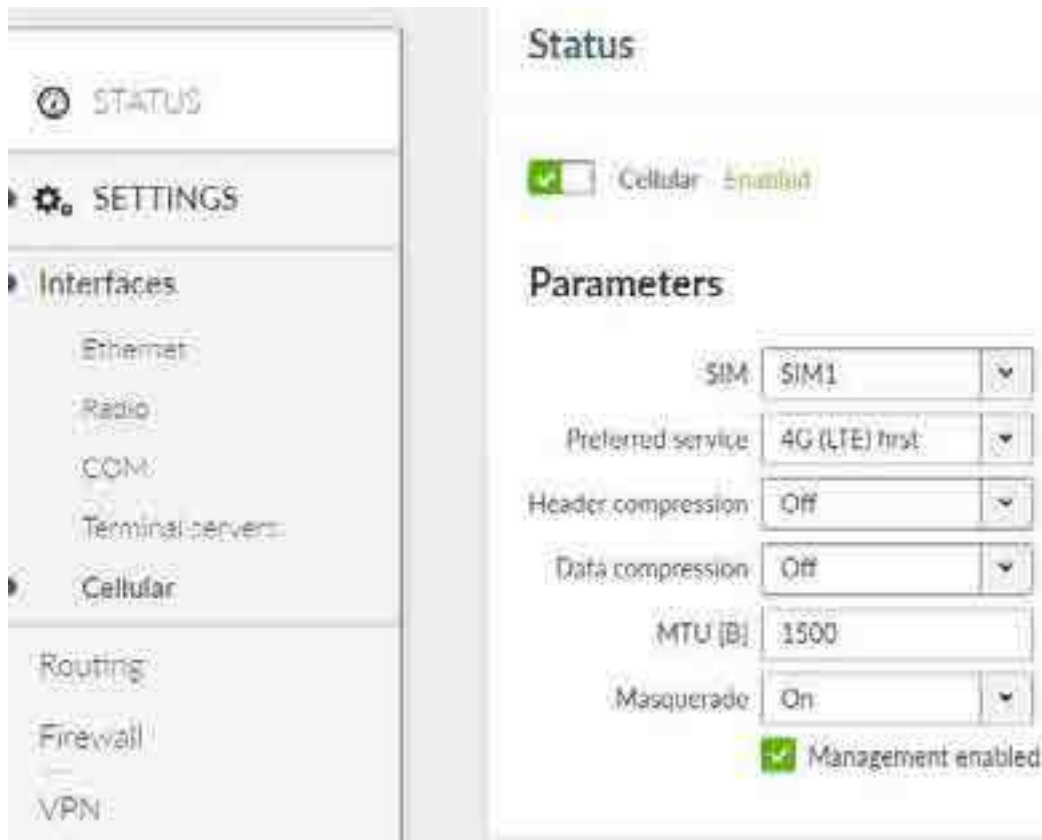 STATUS
SETTINGS
Interfaces
Ethernet
Radio
COM
Terminal servers
Cellular
Routing
Firewall
VPN
Status
Cellular Enabled
Parameters
SIM SIM1
Preferred service 4G (LTE) first
Header compression Off
Data compression Off
MTU [B] 1500
Masquerade On
Management enabled